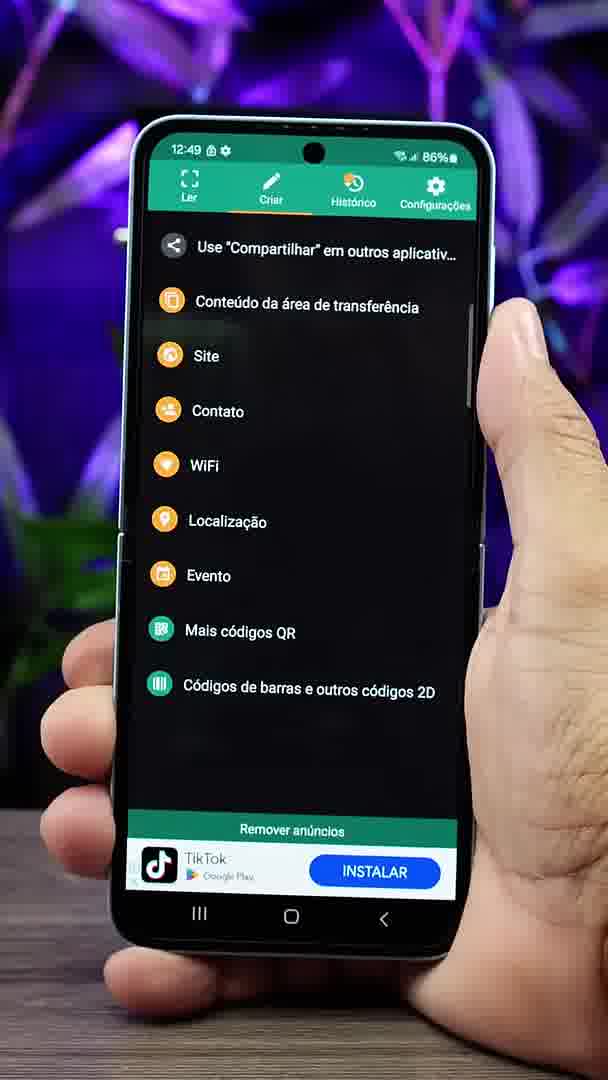 12:49
86%
Ler
Criar
Histórico
Configurações
Use "Compartilhar" em outros aplicativ...
Conteúdo da área de transferência
Site
Contato
WiFi
Localização
Evento
Mais códigos QR
Códigos de barras e outros códigos 2D
Remover anúncios
TikTok
Google Play
INSTALAR